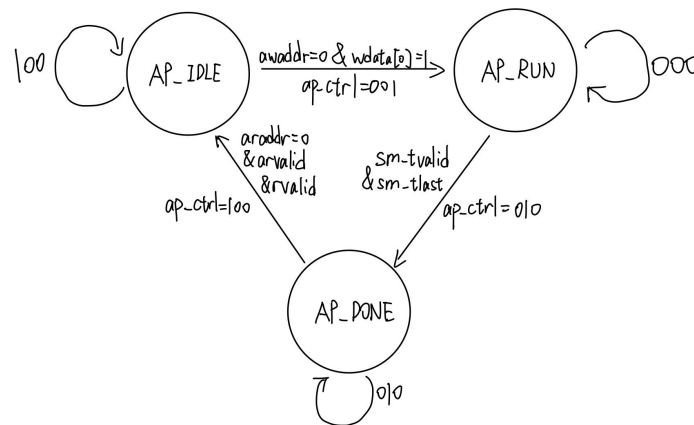 100
AP_IDLE
awaddr=0 & wdata[0]=1
ap_ctrl=001
AP_RUN
000
araddr=0
& arvalid
& rvalid
ap_ctrl=100
sm_tvalid
& sm_tlast
ap_ctrl=010
AP_DONE
010